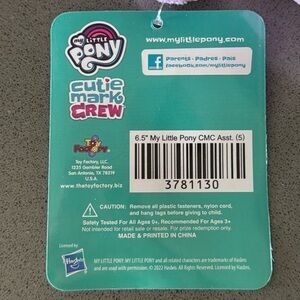 MY LITTLE
PONY
www.mylittlepony.com
f Parents · Padres · Pais
facebook.com/mylittlepony
cutie
mark
CREW
6.5" My Little Pony CMC Asst. (5)
3781130
Toy
Factory
Toy Factory, LLC.
1235 Gembler Road
San Antonio, TX 78219
U.S.A.
www.thetoyfactory.biz
CAUTION: Remove all plastic fasteners, nylon cord,
and hang tags before giving to child.
Safety Tested For All Ages 0+. Recommended For Ages 3+
Not intended for retail sale or resale. For prize redemption only.
MADE & PRINTED IN CHINA
Licensed by:
Hasbro
MY LITTLE PONY and all related characters are trademarks of Hasbro
and are used with permission. © 2022 Hasbro. All Rights Reserved. Licensed by Hasbro.